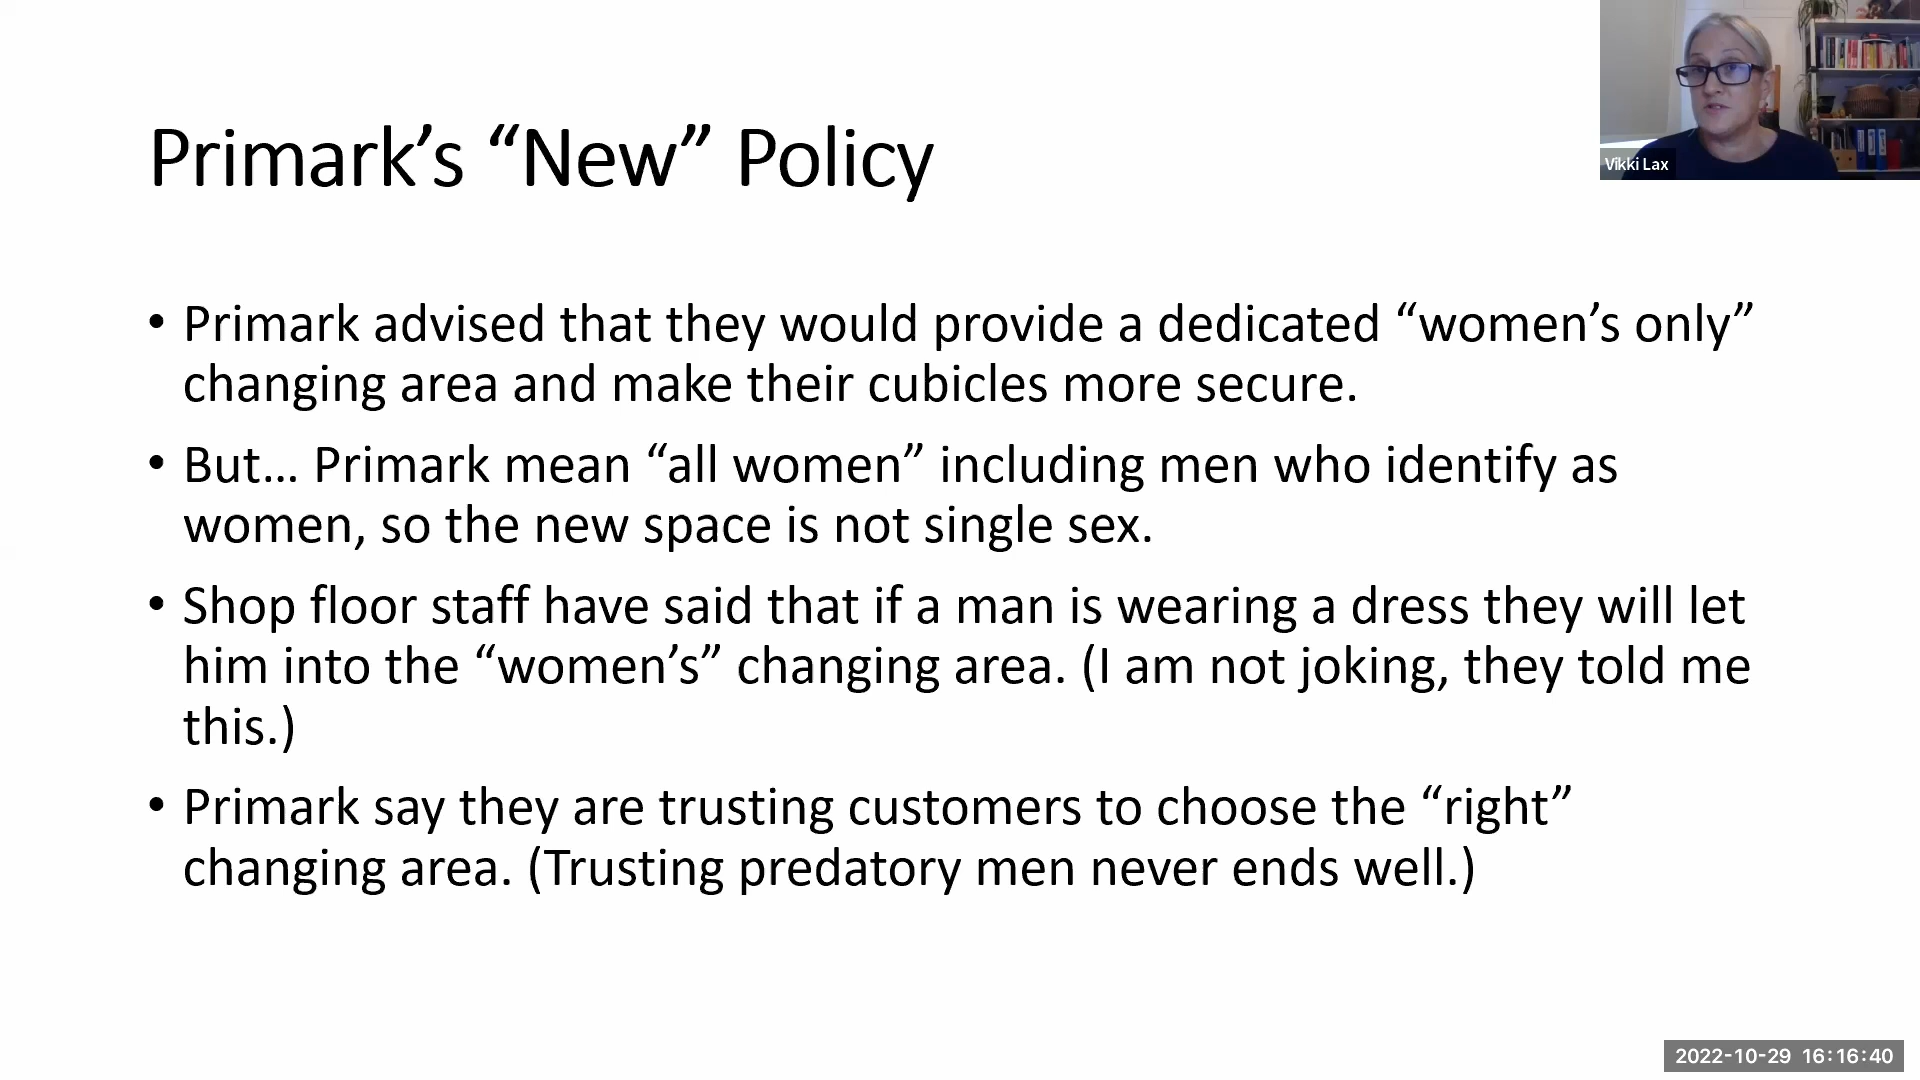 Vikki Lax
Primark’s “New” Policy
• Primark advised that they would provide a dedicated “women’s only”
changing area and make their cubicles more secure.
• But… Primark mean “all women” including men who identify as
women, so the new space is not single sex.
• Shop floor staff have said that if a man is wearing a dress they will let
him into the “women’s” changing area. (I am not joking, they told me
this.)
• Primark say they are trusting customers to choose the “right”
changing area. (Trusting predatory men never ends well.)
2022-10-29 16:16:40